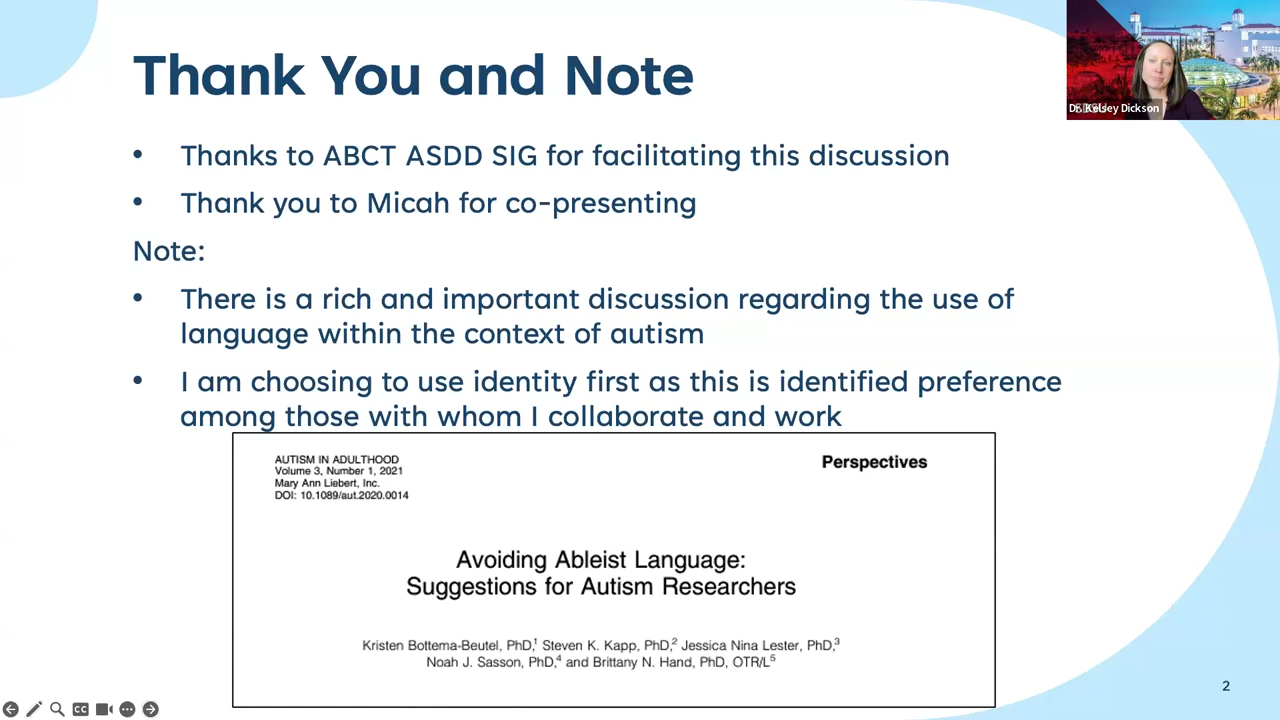 Thank You and Note
Dr. Kelsey Dickson
• Thanks to ABCT ASDD SIG for facilitating this discussion
• Thank you to Micah for co-presenting
Note:
• There is a rich and important discussion regarding the use of
language within the context of autism
• I am choosing to use identity first as this is identified preference
among those with whom I collaborate and work
AUTISM IN ADULTHOOD
Volume 3, Number 1, 2021
Mary Ann Liebert, Inc.
DOI: 10.1089/aut.2020.0014
Perspectives
Avoiding Ableist Language:
Suggestions for Autism Researchers
Kristen Bottema-Beutel, PhD,1 Steven K. Kapp, PhD,2 Jessica Nina Lester, PhD,3
Noah J. Sasson, PhD,4 and Brittany N. Hand, PhD, OTR/L5
2
CC